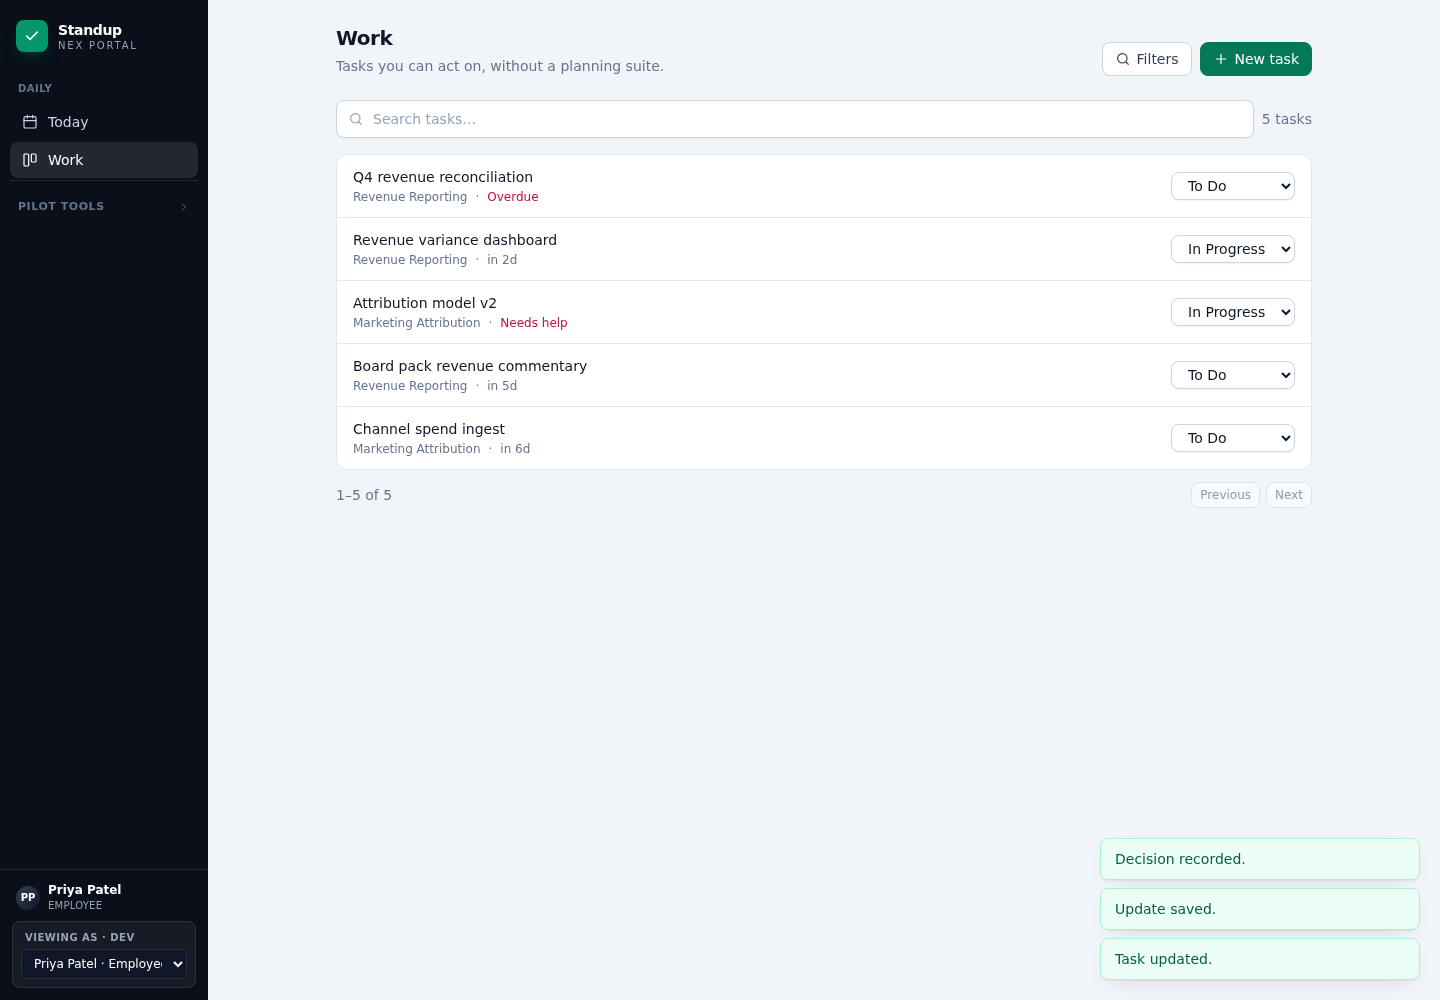 Standup
NEX PORTAL
DAILY
Today
Work
PILOT TOOLS
Priya Patel
PP
EMPLOYEE
VIEWING AS · DEV
Priya Patel · Employe
Work
Tasks you can act on, without a planning suite.
Filters
New task
Search tasks...
5 tasks
Q4 revenue reconciliation
Revenue Reporting · Overdue
To Do
Revenue variance dashboard
Revenue Reporting · in 2d
In Progress
Attribution model v2
Marketing Attribution · Needs help
In Progress
Board pack revenue commentary
Revenue Reporting · in 5d
To Do
Channel spend ingest
Marketing Attribution · in 6d
To Do
1–5 of 5
Previous
Next
Decision recorded.
Update saved.
Task updated.